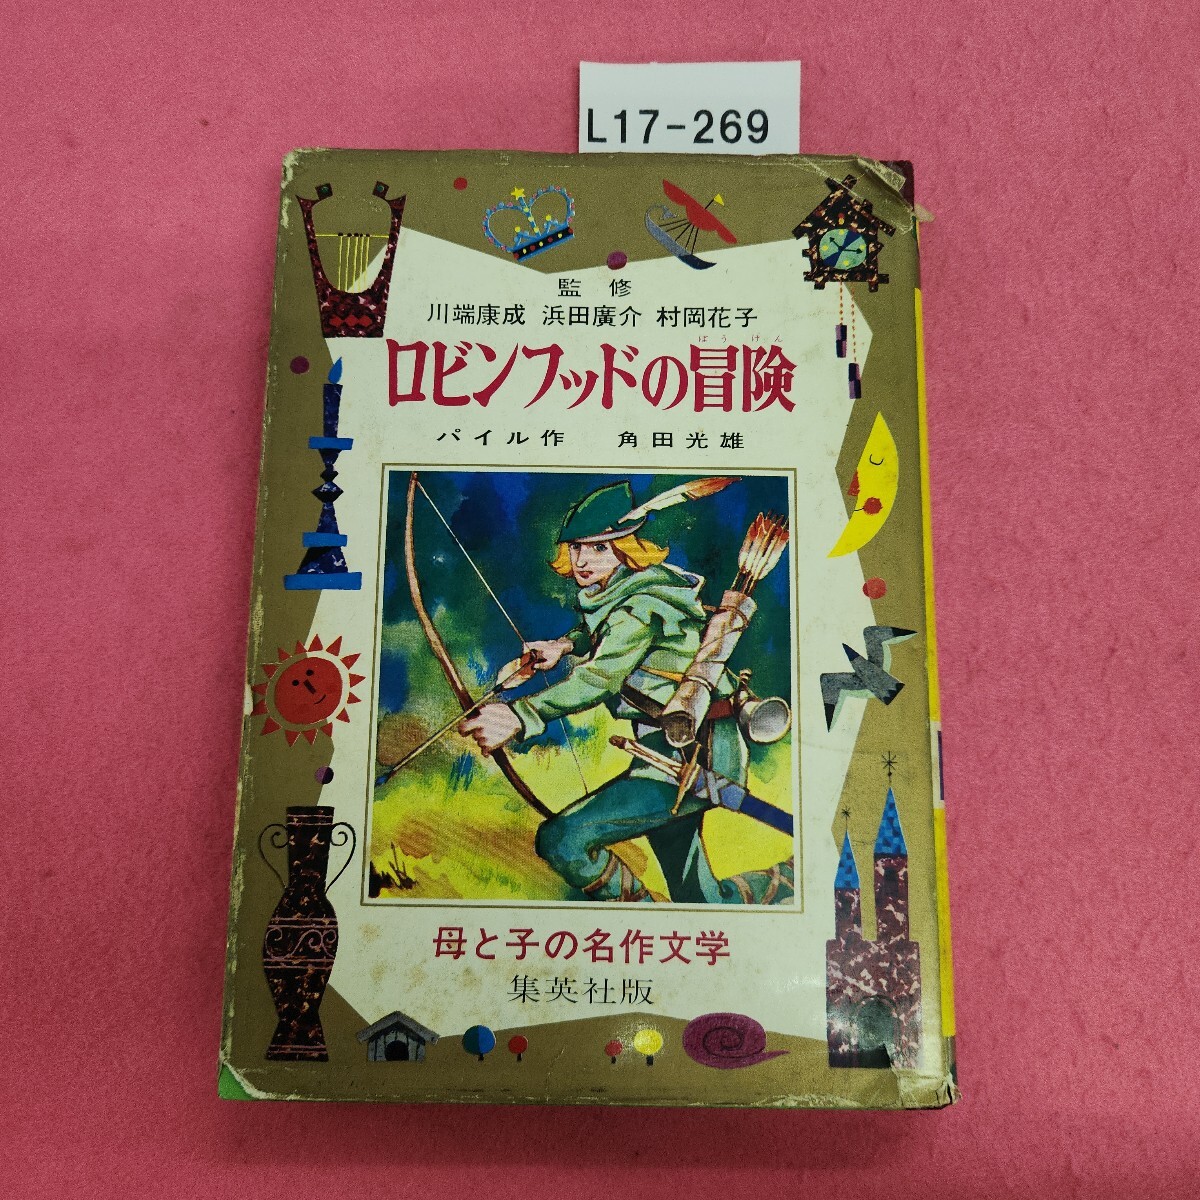 L17-269
監修
川端康成 浜田廣介 村岡花子
ぼうけん
ロビンフッドの冒険
パイル作 角田光雄
母と子の名作文学
集英社版